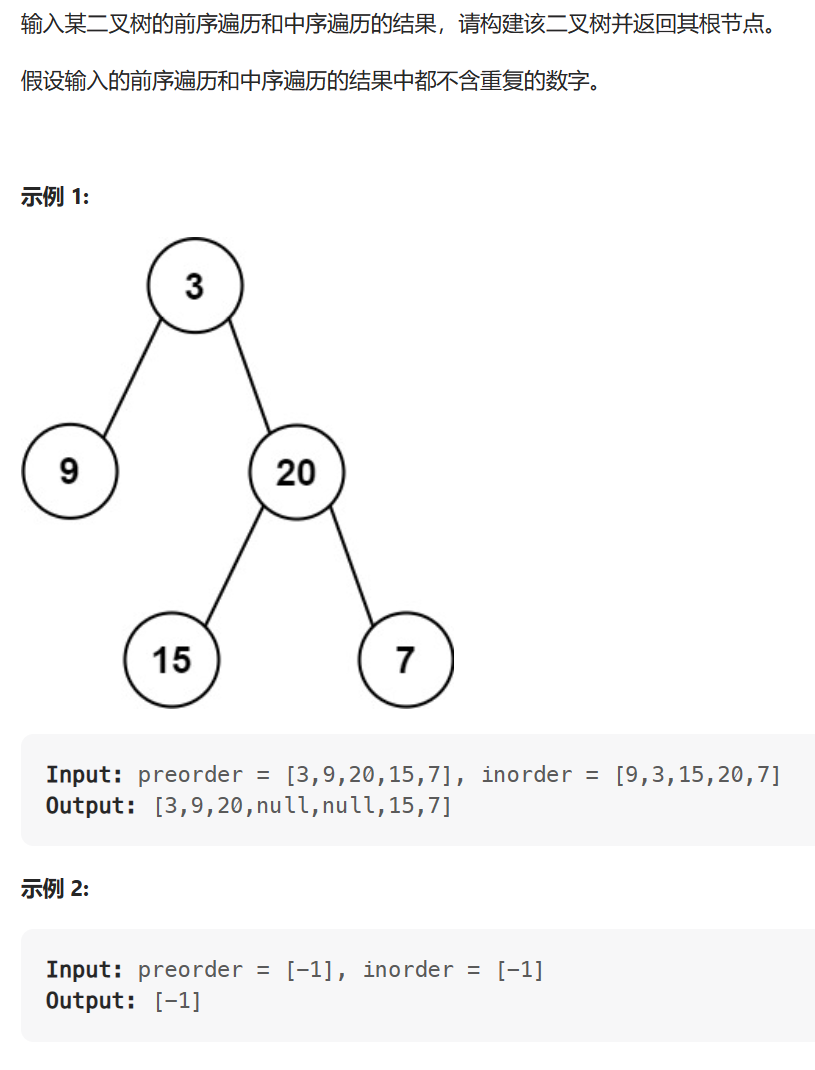 输入某二叉树的前序遍历和中序遍历的结果，请构建该二叉树并返回其根节点。
假设输入的前序遍历和中序遍历的结果中都不含重复的数字。
示例 1:
3
9
20
15
7
Input: preorder = [3,9,20,15,7], inorder = [9,3,15,20,7]
Output: [3,9,20,null,null,15,7]
示例 2:
Input: preorder = [-1], inorder = [-1]
Output: [-1]